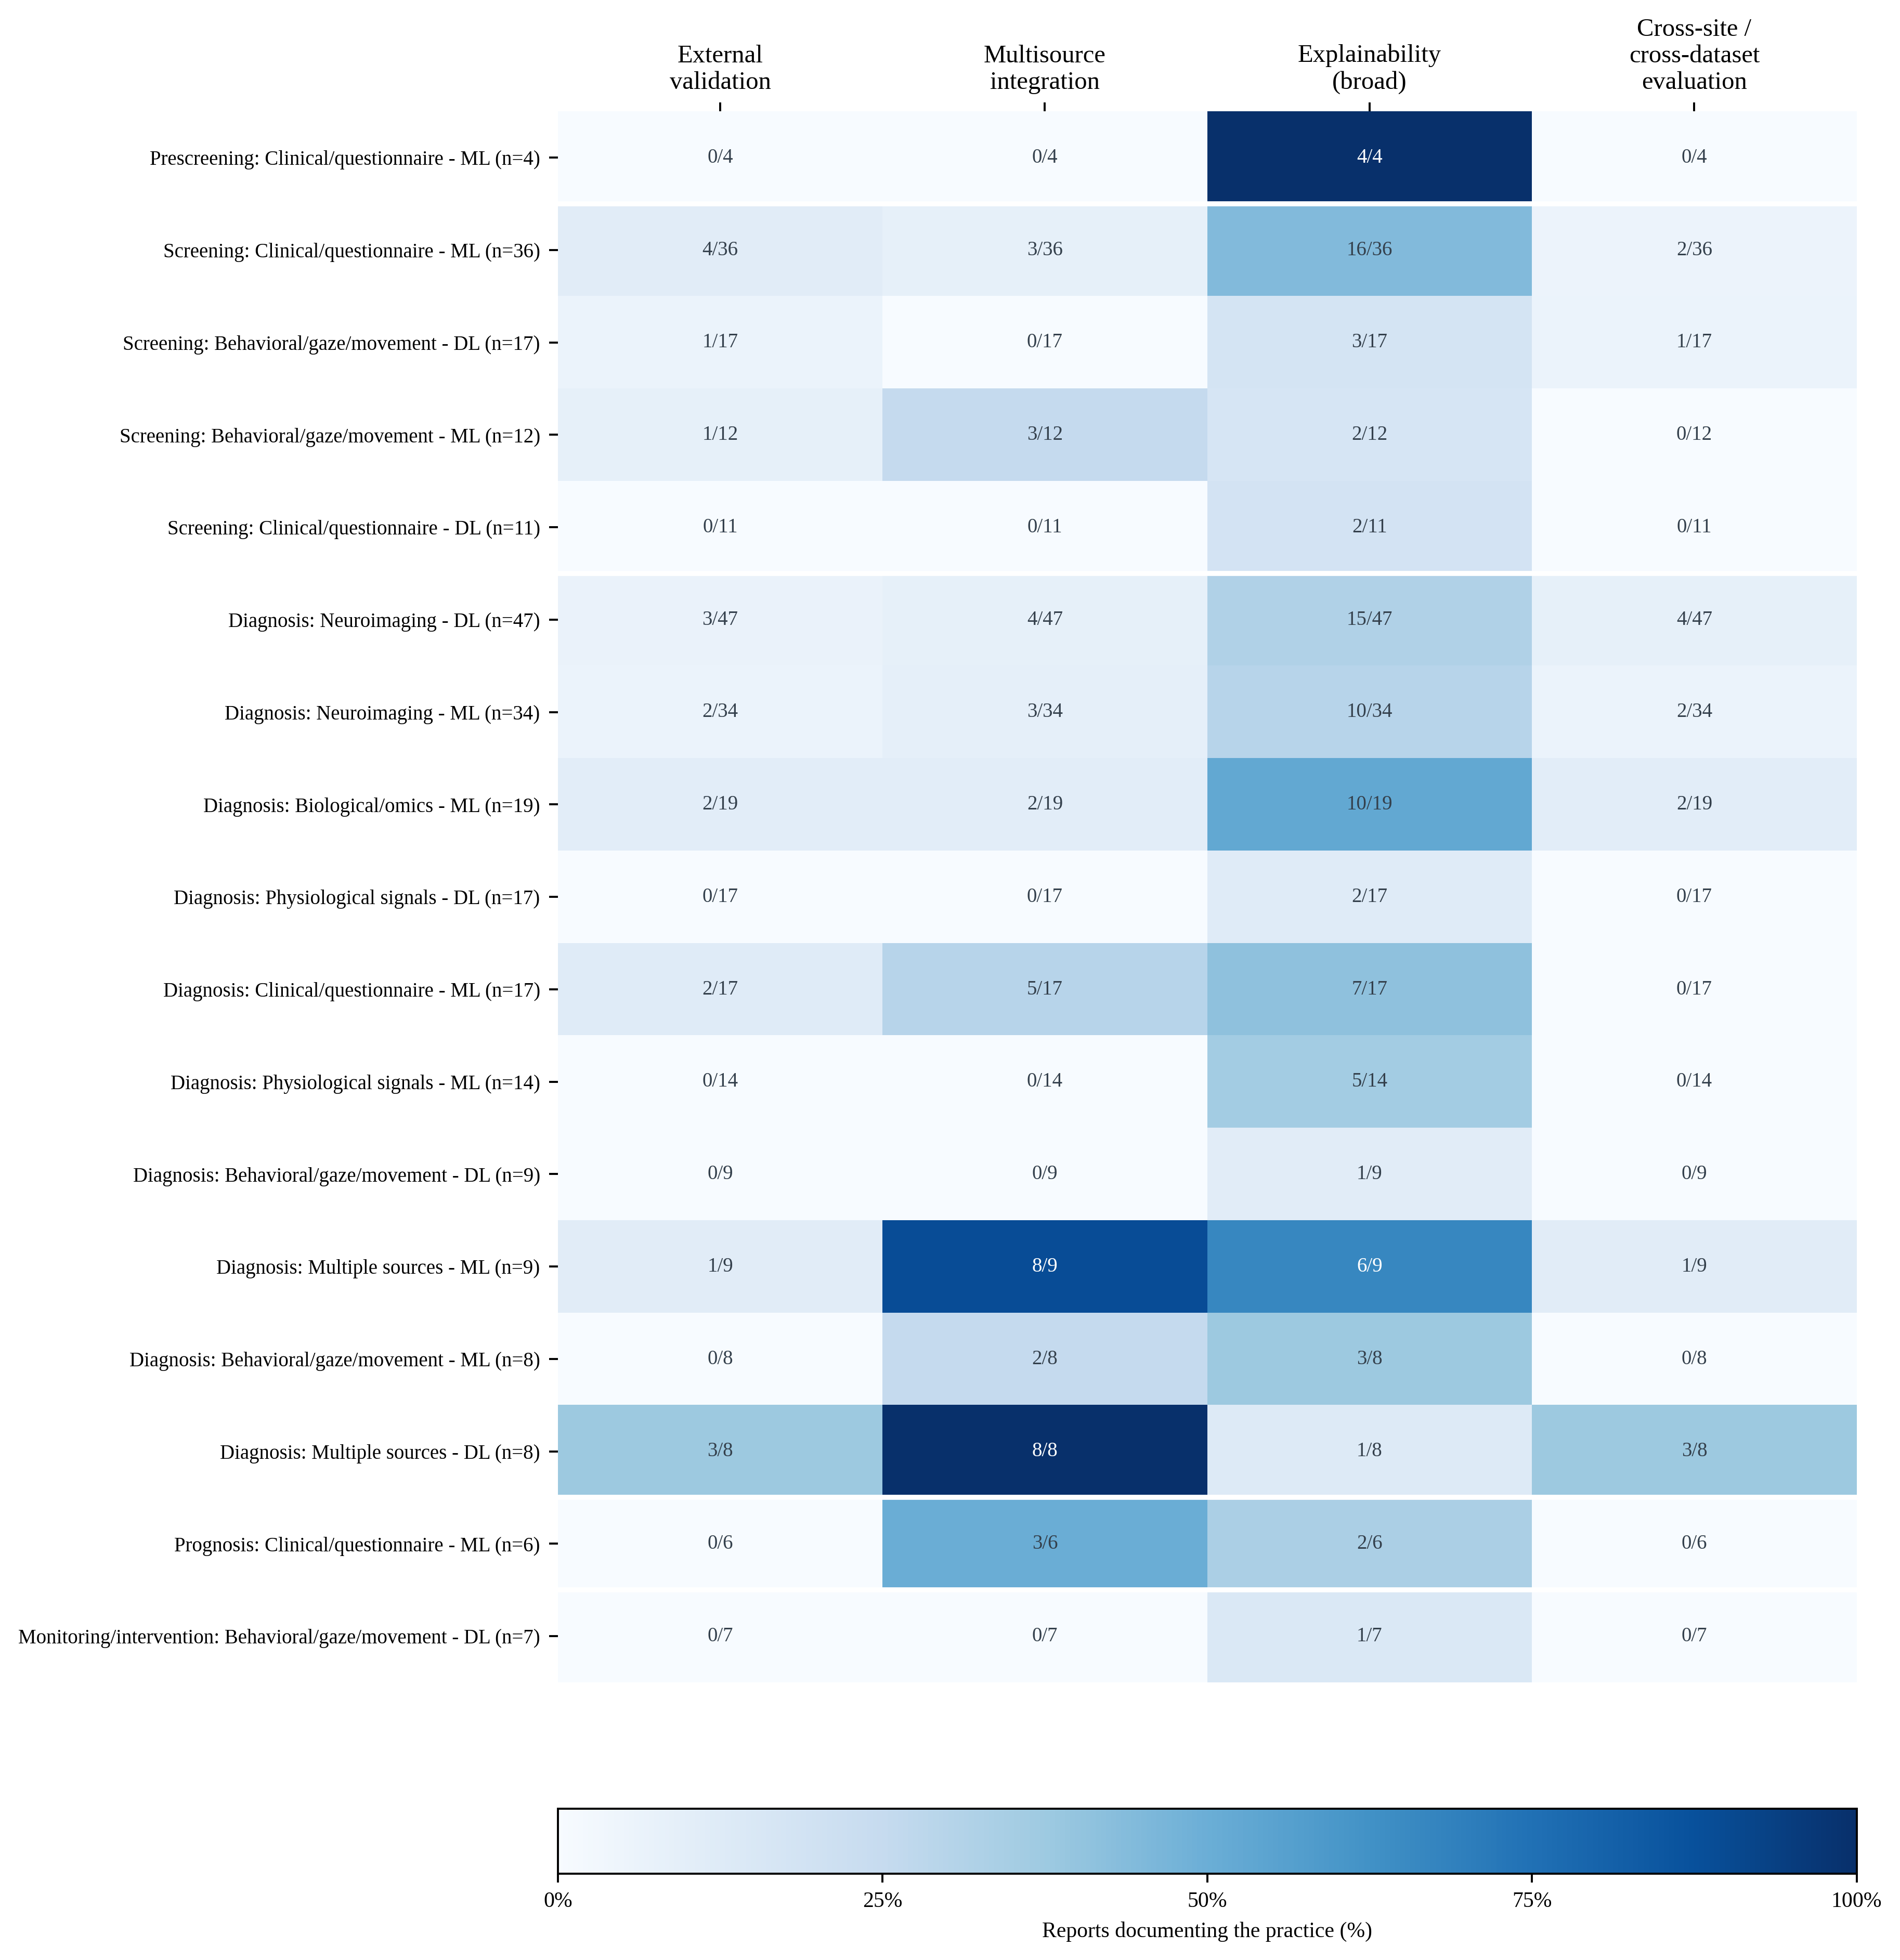 External
validation
Multisource
integration
Explainability
(broad)
Cross-site /
cross-dataset
evaluation
Prescreening: Clinical/questionnaire - ML (n=4) 0/4 0/4 4/4 0/4
Screening: Clinical/questionnaire - ML (n=36) 4/36 3/36 16/36 2/36
Screening: Behavioral/gaze/movement - DL (n=17) 1/17 0/17 3/17 1/17
Screening: Behavioral/gaze/movement - ML (n=12) 1/12 3/12 2/12 0/12
Screening: Clinical/questionnaire - DL (n=11) 0/11 0/11 2/11 0/11
Diagnosis: Neuroimaging - DL (n=47) 3/47 4/47 15/47 4/47
Diagnosis: Neuroimaging - ML (n=34) 2/34 3/34 10/34 2/34
Diagnosis: Biological/omics - ML (n=19) 2/19 2/19 10/19 2/19
Diagnosis: Physiological signals - DL (n=17) 0/17 0/17 2/17 0/17
Diagnosis: Clinical/questionnaire - ML (n=17) 2/17 5/17 7/17 0/17
Diagnosis: Physiological signals - ML (n=14) 0/14 0/14 5/14 0/14
Diagnosis: Behavioral/gaze/movement - DL (n=9) 0/9 0/9 1/9 0/9
Diagnosis: Multiple sources - ML (n=9) 1/9 8/9 6/9 1/9
Diagnosis: Behavioral/gaze/movement - ML (n=8) 0/8 2/8 3/8 0/8
Diagnosis: Multiple sources - DL (n=8) 3/8 8/8 1/8 3/8
Prognosis: Clinical/questionnaire - ML (n=6) 0/6 3/6 2/6 0/6
Monitoring/intervention: Behavioral/gaze/movement - DL (n=7) 0/7 0/7 1/7 0/7
0% 25% 50% 75% 100%
Reports documenting the practice (%)